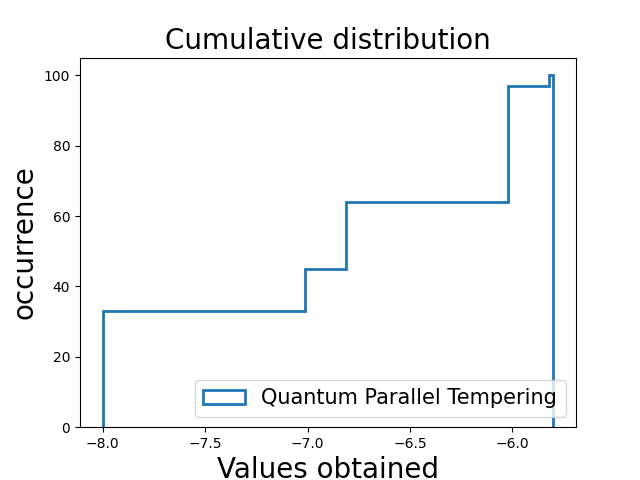 Cumulative distribution
occurrence
100
80
60
40
20
0
Quantum Parallel Tempering
−8.0 −7.5 −7.0 −6.5 −6.0
Values obtained